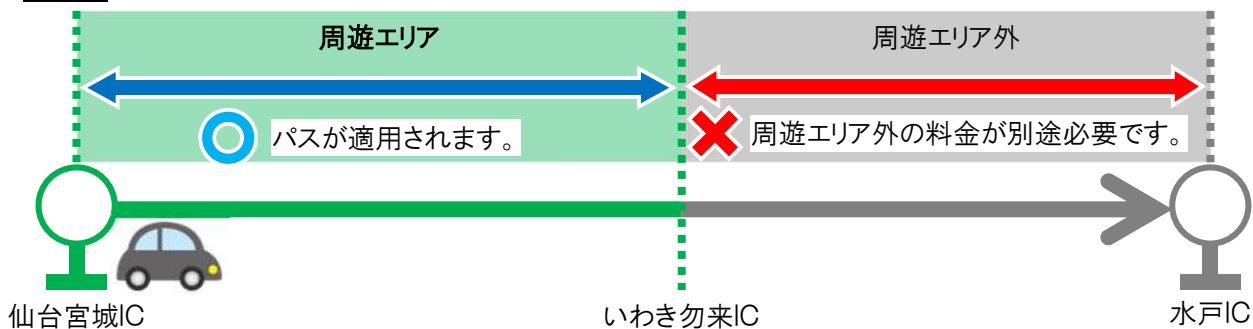 周遊エリア
周遊エリア外
パスが適用されます。
周遊エリア外の料金が別途必要です。
仙台宮城IC
いわき勿来IC
水戸IC